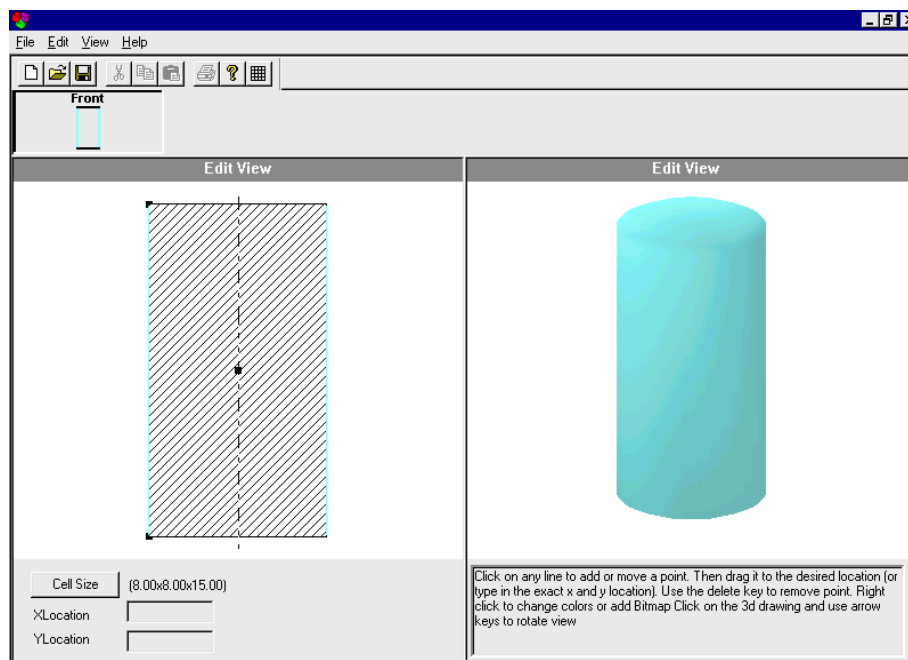 File Edit View Help
Front
Edit View
Edit View
Cell Size (8.00x8.00x15.00)
XLocation
YLocation
Click on any line to add or move a point. Then drag it to the desired location (or
type in the exact x and y location). Use the delete key to remove point. Right
click to change colors or add Bitmap Click on the 3d drawing and use arrow
keys to rotate view